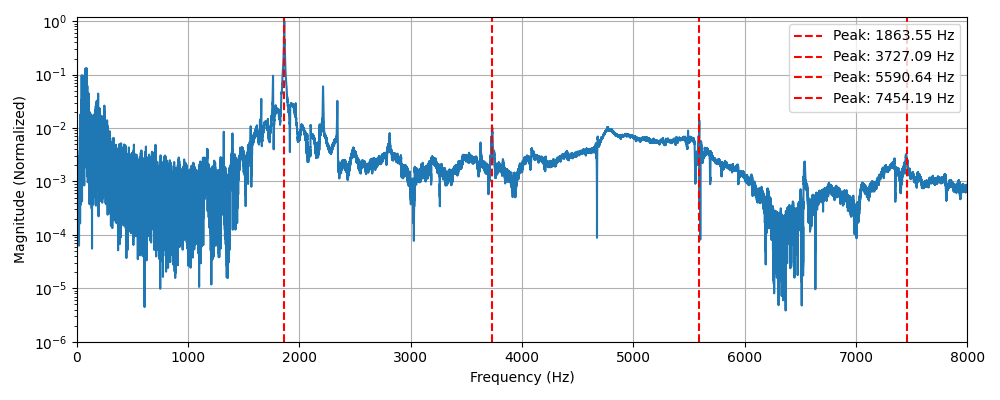 10⁰
10⁻¹
10⁻²
10⁻³
10⁻⁴
10⁻⁵
10⁻⁶
Magnitude (Normalized)
Peak: 1863.55 Hz
Peak: 3727.09 Hz
Peak: 5590.64 Hz
Peak: 7454.19 Hz
0 1000 2000 3000 4000 5000 6000 7000 8000
Frequency (Hz)